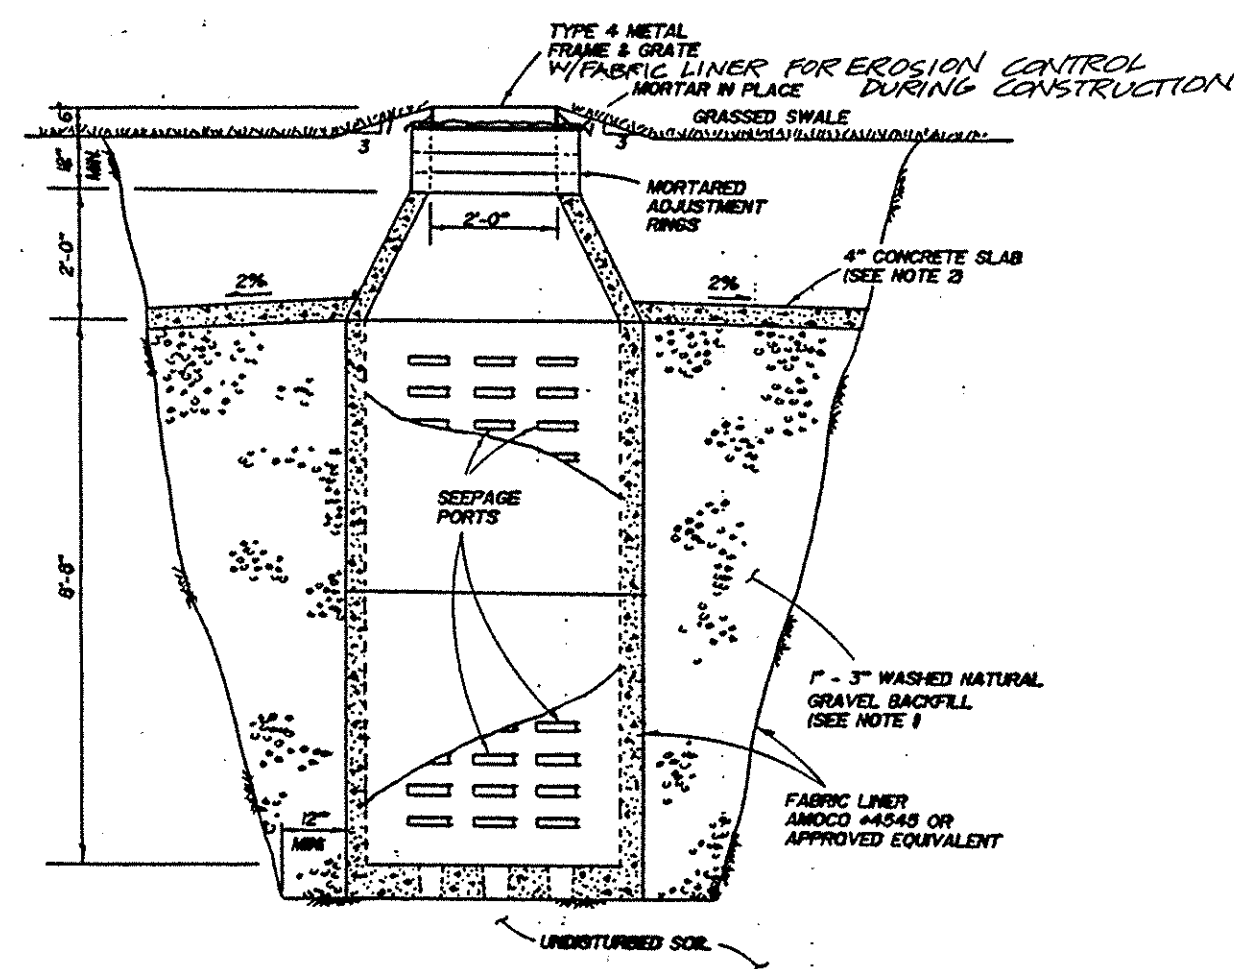 TYPE 4 METAL
FRAME & GRATE
W/FABRIC LINER FOR EROSION CONTROL
DURING CONSTRUCTION
MORTAR IN PLACE
GRASSED SWALE
6"
3
3
12"
MIN.
MORTARED
ADJUSTMENT
RINGS
2'-0"
2'-0"
4" CONCRETE SLAB
(SEE NOTE 2)
2%
2%
SEEPAGE
PORTS
8'-8"
1" - 3" WASHED NATURAL
GRAVEL BACKFILL
(SEE NOTE 1)
FABRIC LINER
AMOCO #4545 OR
APPROVED EQUIVALENT
12"
MIN.
UNDISTURBED SOIL